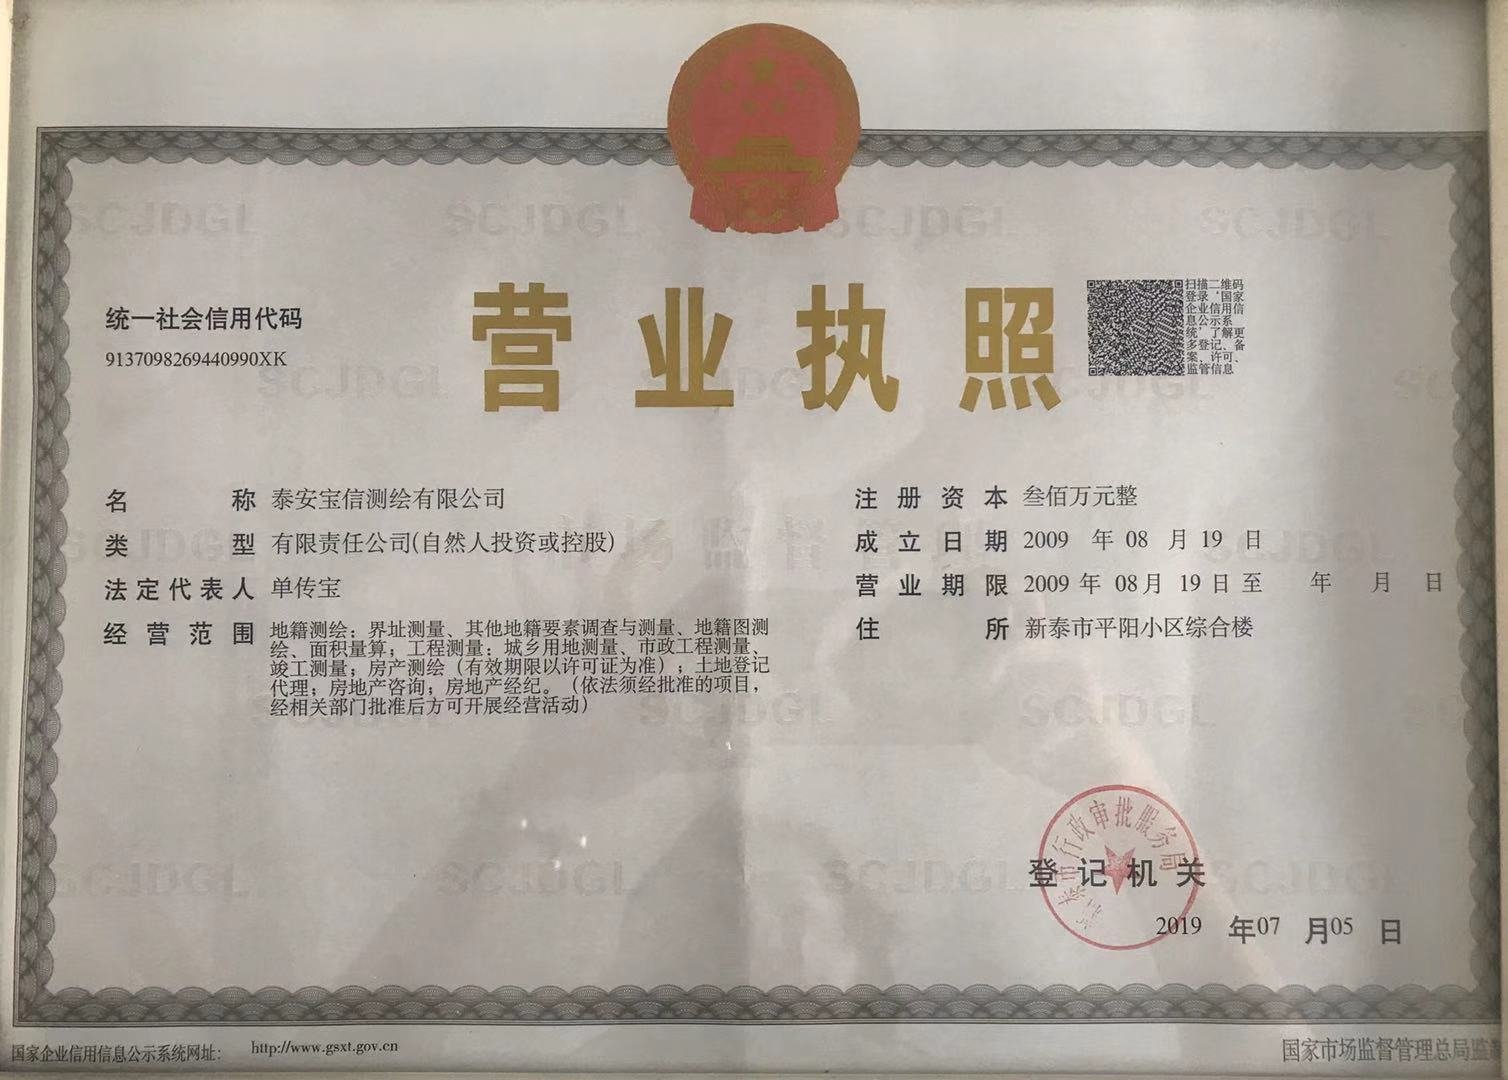 营业执照
扫描二维码
登录‘国家
企业信用信
息公示系
统’了解更
多登记、备
案、许可、
监管信息
统一社会信用代码
9137098269440990XK
名称 泰安宝信测绘有限公司
类型 有限责任公司(自然人投资或控股)
法定代表人 单传宝
经营范围 地籍测绘：界址测量、其他地籍要素调查与测量、地籍图测
绘、面积量算；工程测量：城乡用地测量、市政工程测量、
竣工测量；房产测绘（有效期限以许可证为准）；土地登记
代理；房地产咨询；房地产经纪。（依法须经批准的项目，
经相关部门批准后方可开展经营活动）
注册资本 叁佰万元整
成立日期 2009 年 08 月 19 日
营业期限 2009 年 08月 19 日 至 年 月 日
住所 新泰市平阳小区综合楼
新泰市行政审批服务局
登记机关
2019 年07 月05 日
国家企业信用信息公示系统网址： http://www.gsxt.gov.cn
国家市场监督管理总局监制
SCJDGL